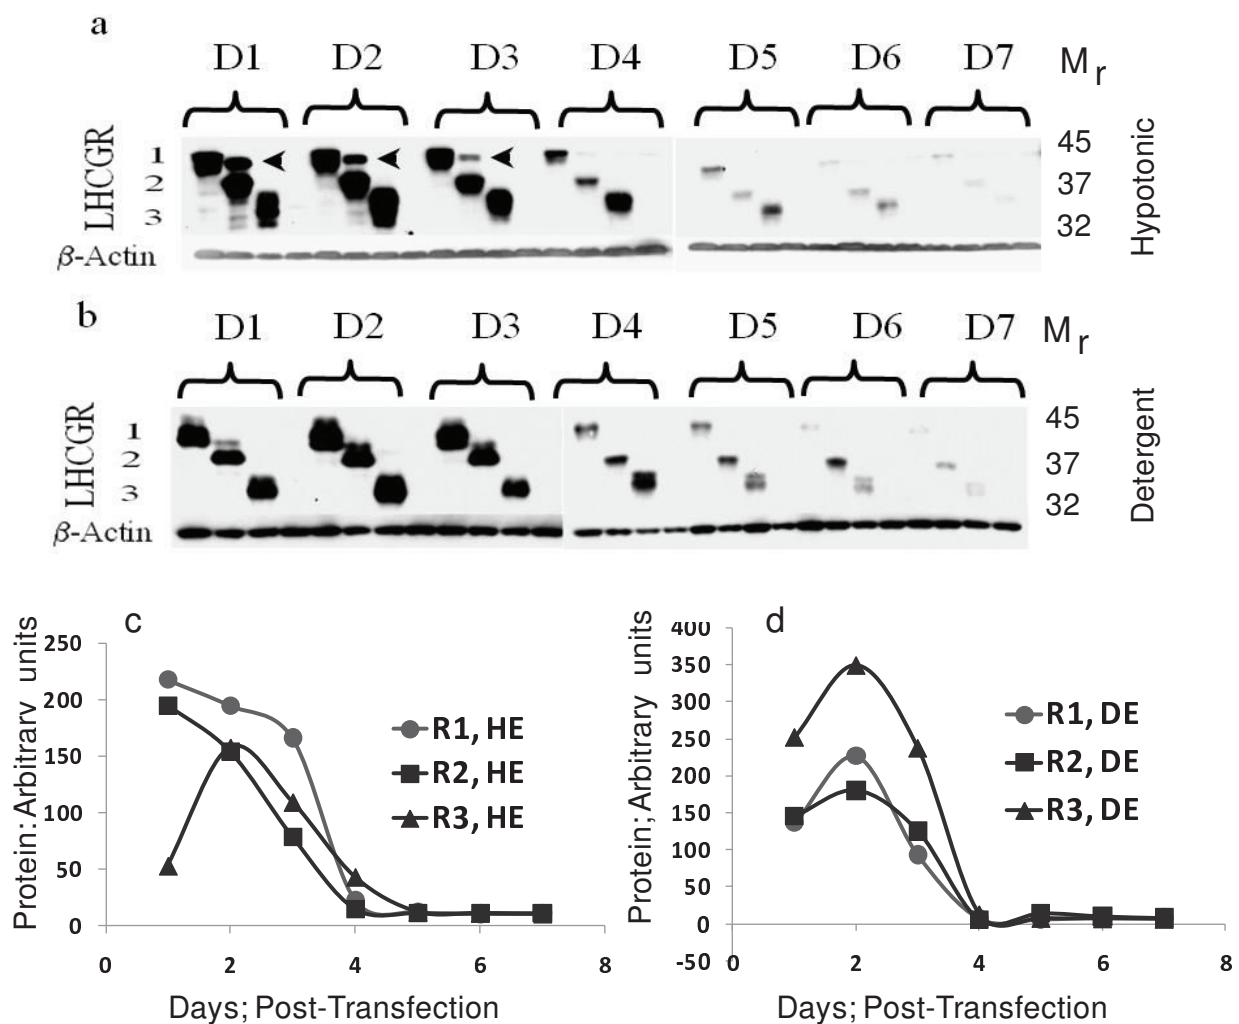 a
D1 D2 D3 D4 D5 D6 D7 Mr
LHCGR
1
2
3
β-Actin
45
37
32
Hypotonic
b
D1 D2 D3 D4 D5 D6 D7 Mr
LHCGR
1
2
3
β-Actin
45
37
32
Detergent
c
Protein: Arbitrary units
250
200
150
100
50
0
0 2 4 6 8
Days; Post-Transfection
R1, HE
R2, HE
R3, HE
d
Protein; Arbitrary units
400
350
300
250
200
150
100
50
0
-50
0 2 4 6 8
Days; Post-Transfection
R1, DE
R2, DE
R3, DE